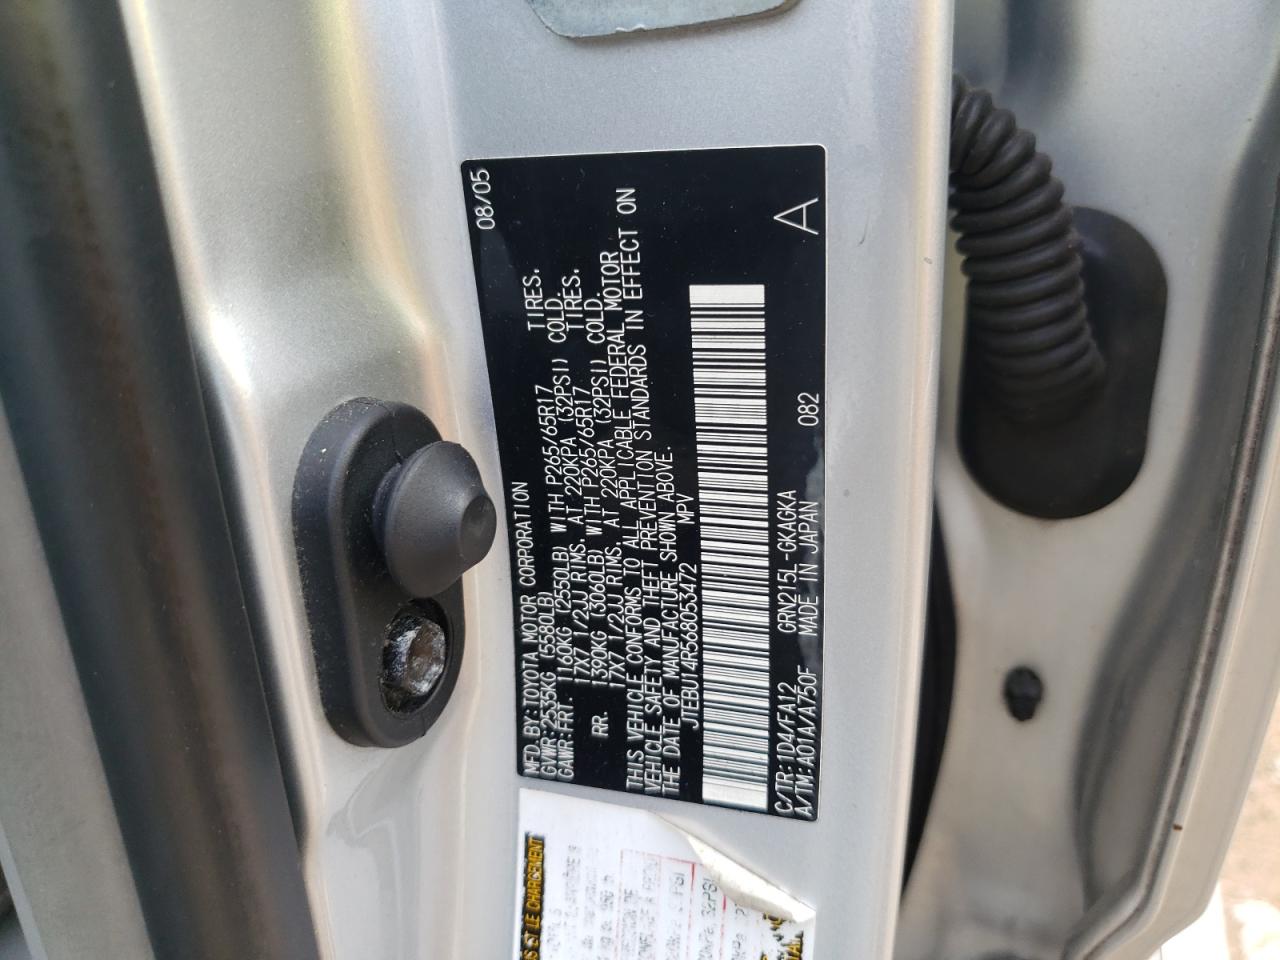 MFD. BY: TOYOTA MOTOR CORPORATION 08/05
GVWR: 2535KG (5580LB)
GAWR: FRT. 1160KG (2550LB) WITH P265/65R17 TIRES.
17X7 1/2JJ RIMS. AT 220KPA (32PSI) COLD.
RR. 1390KG (3060LB) WITH P265/65R17 TIRES.
17X7 1/2JJ RIMS. AT 220KPA (32PSI) COLD.
THIS VEHICLE CONFORMS TO ALL APPLICABLE FEDERAL MOTOR
VEHICLE SAFETY AND THEFT PREVENTION STANDARDS IN EFFECT ON
THE DATE OF MANUFACTURE SHOWN ABOVE.
JTEBU14R568053472 MPV
C/TR: 1D4/FA12 GRN215L-GKAGKA 082
A/TM: A01A/A750F MADE IN JAPAN A
LE CHARGEMENT